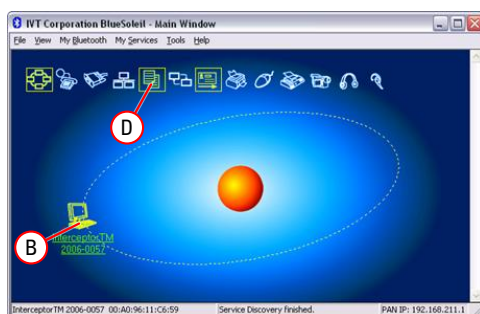 IVT Corporation BlueSoleil - Main Window
File View My Bluetooth My Services Tools Help
D
B
InterceptorTM
2006-0057
InterceptorTM 2006-0057 00:A0:96:11:C6:59 Service Discovery finished. PAN IP: 192.168.211.1